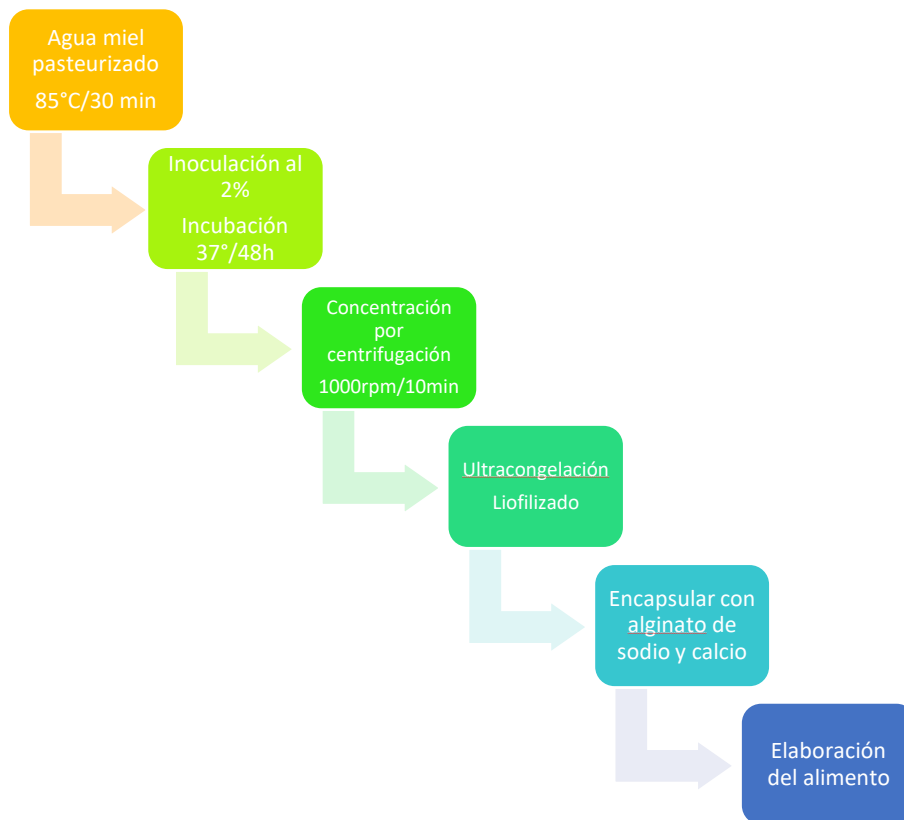 Agua miel
pasteurizado
85°C/30 min
Inoculación al
2%
Incubación
37°/48h
Concentración
por
centrifugación
1000rpm/10min
Ultracongelación
Liofilizado
Encapsular con
alginato de
sodio y calcio
Elaboración
del alimento